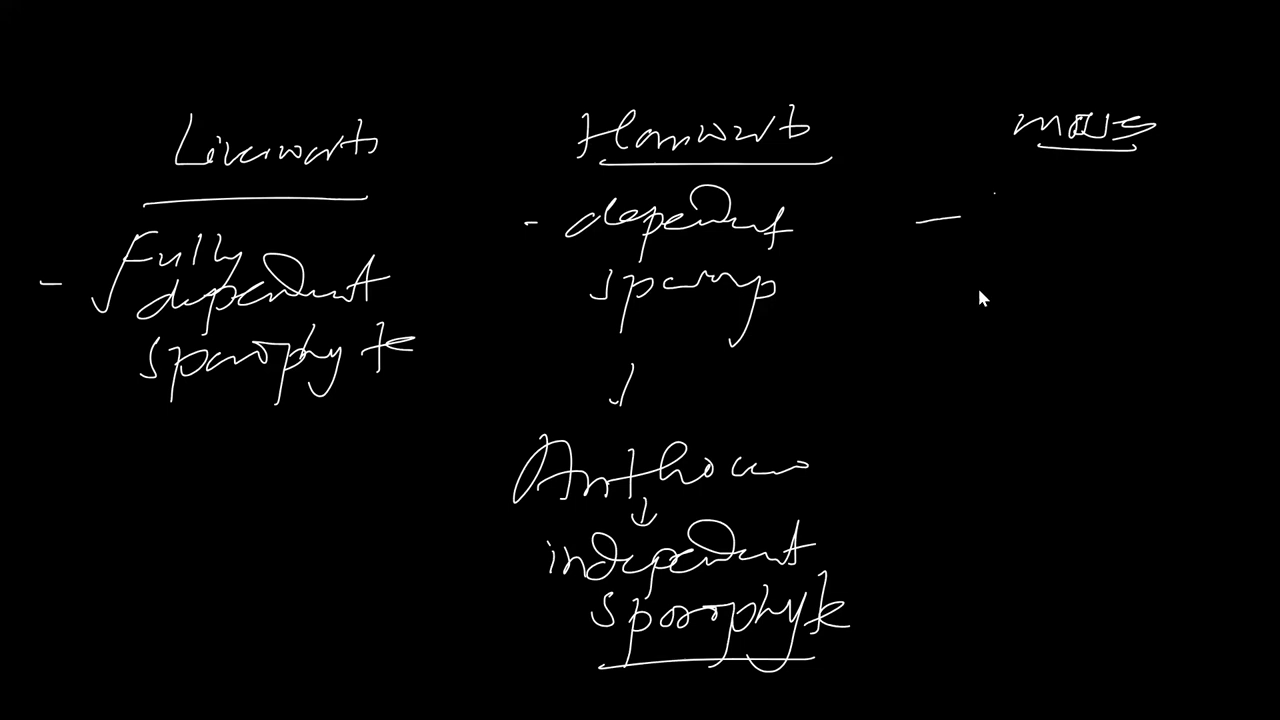 Liverworts
- Fully
dependent
sporophyte
Hornworts
- dependent
sporop
Anthoceros
↓
independent
sporophyte
moss
-